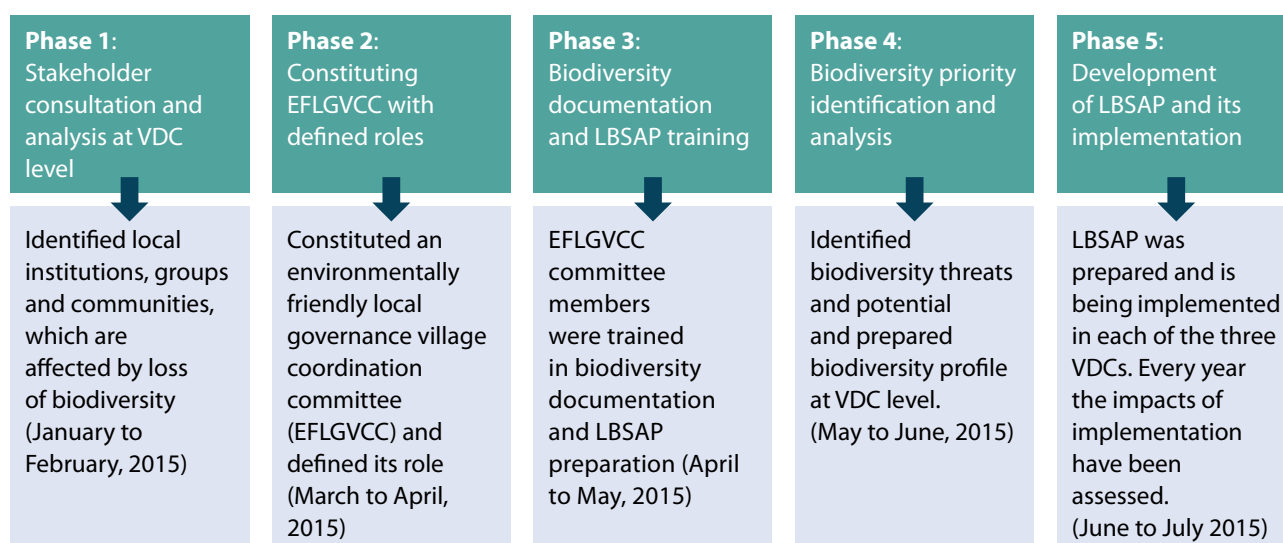 Phase 1:
Stakeholder
consultation and
analysis at VDC
level
Identified local
institutions, groups
and communities,
which are
affected by loss
of biodiversity
(January to
February, 2015)
Phase 2:
Constituting
EFLGVCC with
defined roles
Constituted an
environmentally
friendly local
governance village
coordination
committee
(EFLGVCC) and
defined its role
(March to April,
2015)
Phase 3:
Biodiversity
documentation
and LBSAP training
EFLGVCC
committee
members
were trained
in biodiversity
documentation
and LBSAP
preparation (April
to May, 2015)
Phase 4:
Biodiversity priority
identification and
analysis
Identified
biodiversity threats
and potential
and prepared
biodiversity profile
at VDC level.
(May to June, 2015)
Phase 5:
Development
of LBSAP and its
implementation
LBSAP was
prepared and is
being implemented
in each of the three
VDCs. Every year
the impacts of
implementation
have been
assessed.
(June to July 2015)